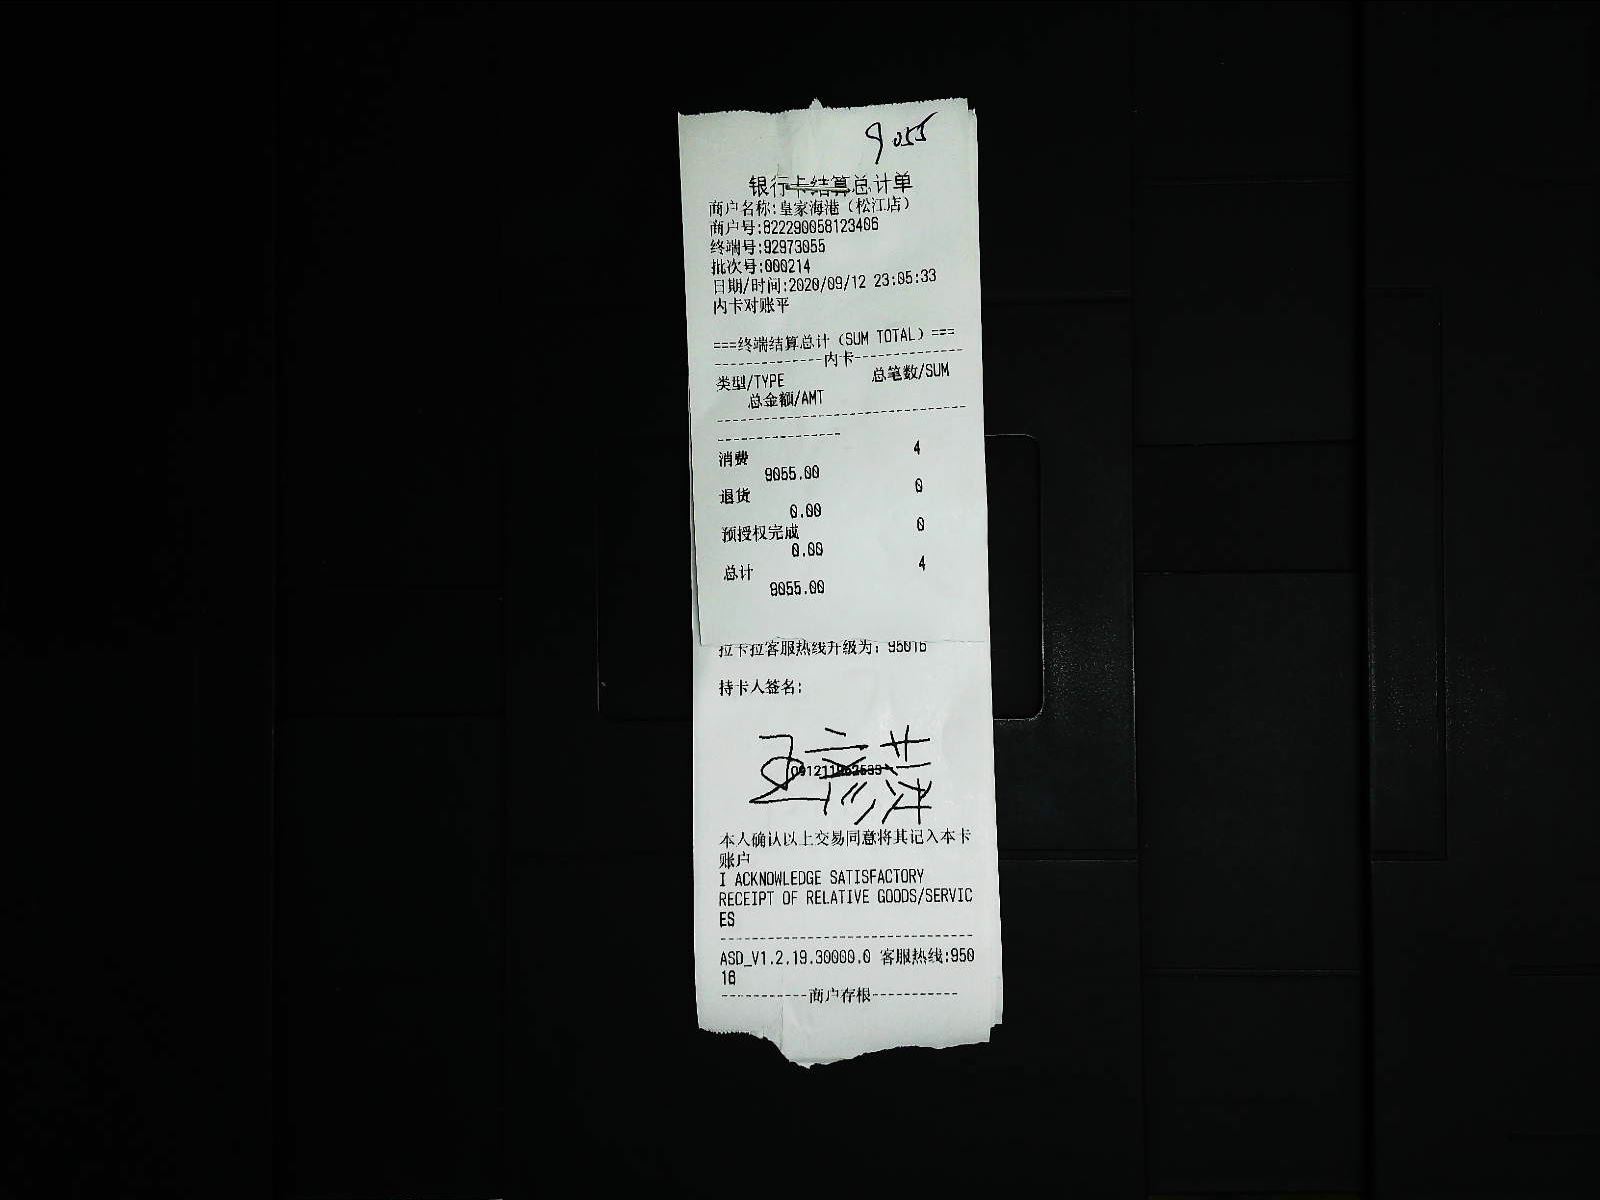 9055
银行卡结算总计单
商户名称:皇家海港（松江店）
商户号:822290058123406
终端号:92973055
批次号:000214
日期/时间:2020/09/12 23:05:33
内卡对账平
===终端结算总计（SUM TOTAL）===
-------------内卡-------------
类型/TYPE 总笔数/SUM
总金额/AMT
消费 4
9055.00
退货 0
0.00
预授权完成 0
0.00
总计 4
9055.00
拉卡拉客服热线升级为：95016
持卡人签名:
本人确认以上交易同意将其记入本卡
账户
I ACKNOWLEDGE SATISFACTORY
RECEIPT OF RELATIVE GOODS/SERVIC
ES
ASD_V1.2.19.30000.0 客服热线:950
16
-----------商户存根-----------